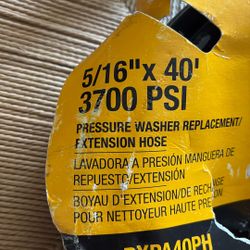 5/16" x 40'
3700 PSI
PRESSURE WASHER REPLACEMENT/
EXTENSION HOSE
LAVADORA A PRESIÓN MANGUERA DE
REPUESTO/EXTENSIÓN
BOYAU D'EXTENSION/DE RECHANGE
POUR NETTOYEUR HAUTE PRESSION